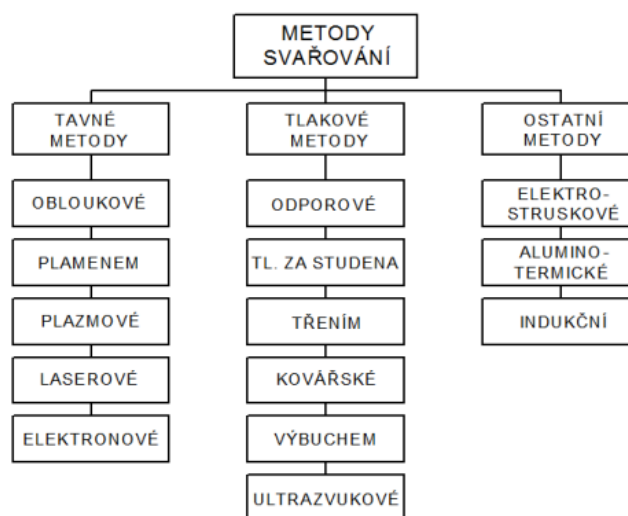 METODY
SVAŘOVÁNÍ
TAVNÉ
METODY
OBLOUKOVÉ
PLAMENEM
PLAZMOVÉ
LASEROVÉ
ELEKTRONOVÉ
TLAKOVÉ
METODY
ODPOROVÉ
TL. ZA STUDENA
TŘENÍM
KOVÁŘSKÉ
VÝBUCHEM
ULTRAZVUKOVÉ
OSTATNÍ
METODY
ELEKTRO-
STRUSKOVÉ
ALUMINO-
TERMICKÉ
INDUKČNÍ